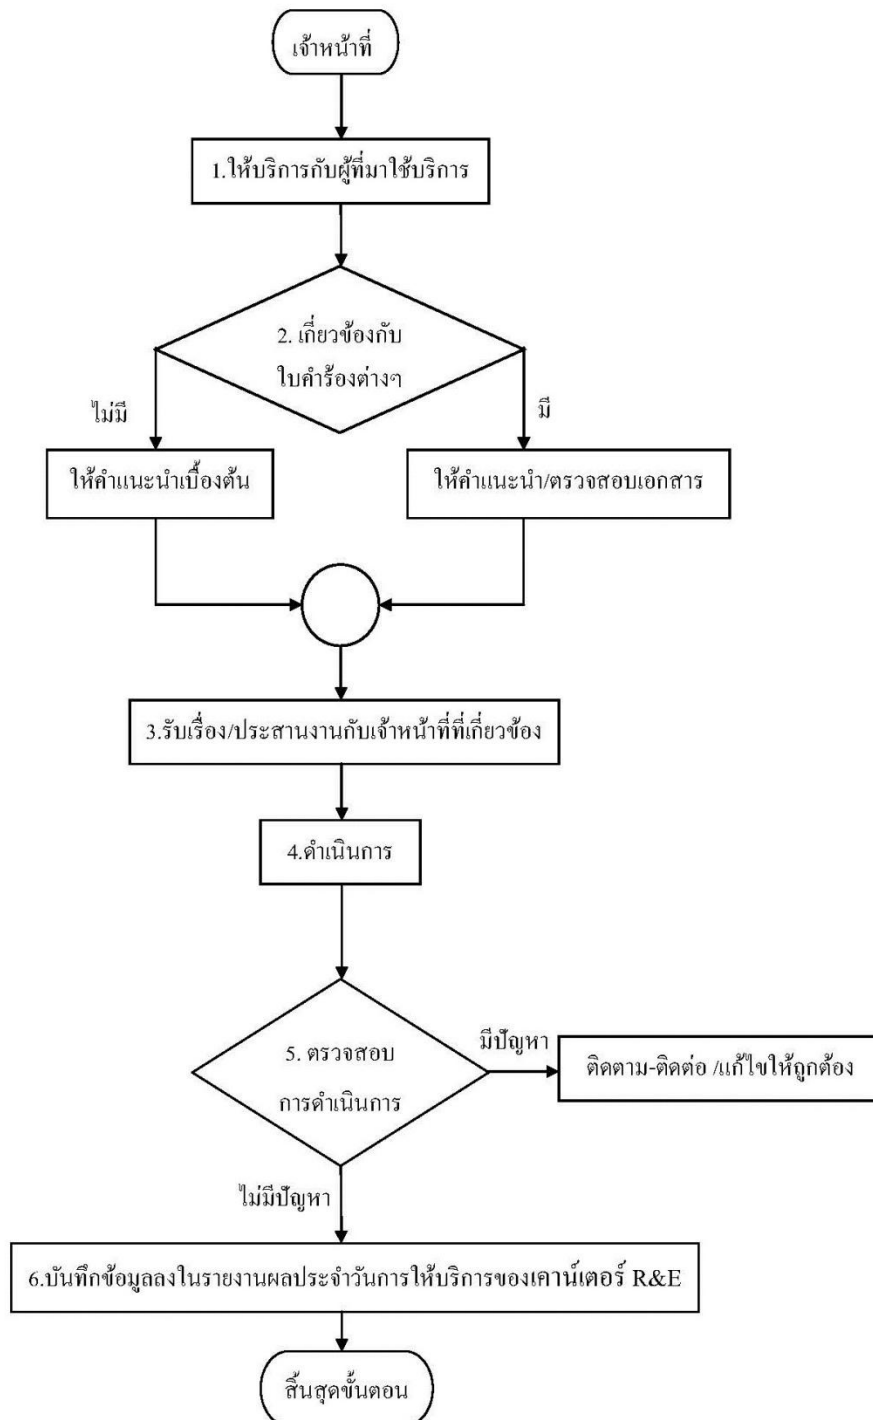 เจ้าหน้าที่
1.ให้บริการกับผู้ที่มาใช้บริการ
2. เกี่ยวข้องกับ
ใบคำร้องต่างๆ
ไม่มี
มี
ให้คำแนะนำเบื้องต้น
ให้คำแนะนำ/ตรวจสอบเอกสาร
3.รับเรื่อง/ประสานงานกับเจ้าหน้าที่ที่เกี่ยวข้อง
4.ดำเนินการ
5. ตรวจสอบ
การดำเนินการ
มีปัญหา
ติดตาม-ติดต่อ /แก้ไขให้ถูกต้อง
ไม่มีปัญหา
6.บันทึกข้อมูลลงในรายงานผลประจำวันการให้บริการของเคาน์เตอร์ R&E
สิ้นสุดขั้นตอน